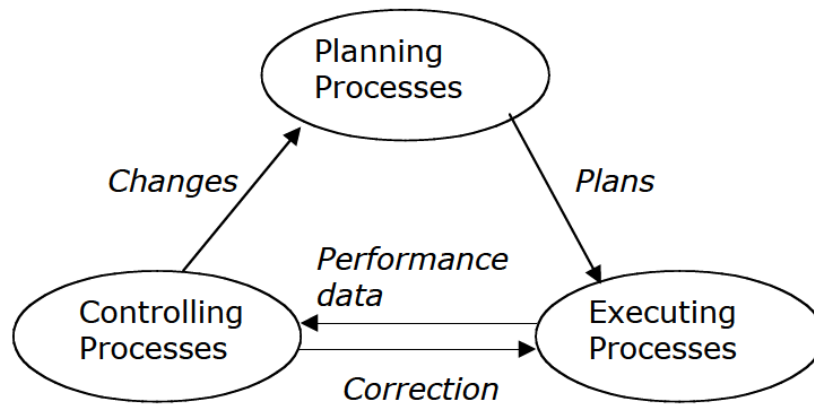 Planning
Processes
Changes
Plans
Performance
data
Controlling
Processes
Executing
Processes
Correction